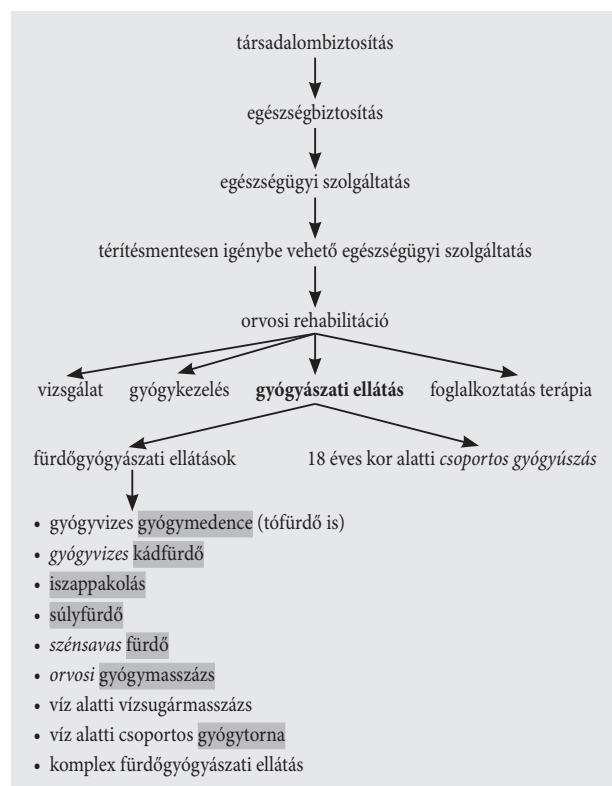 társadalombiztosítás
egészségbiztosítás
egészségügyi szolgáltatás
térítésmentesen igénybe vehető egészségügyi szolgáltatás
orvosi rehabilitáció
vizsgálat gyógykezelés gyógyászati ellátás foglalkoztatás terápia
fürdőgyógyászati ellátások 18 éves kor alatti csoportos gyógyúszás
• gyógyvizes gyógymedence (tófürdő is)
• gyógyvizes kádfürdő
• iszappakolás
• súlyfürdő
• szénsavas fürdő
• orvosi gyógymasszázs
• víz alatti vízsugármasszázs
• víz alatti csoportos gyógytorna
• komplex fürdőgyógyászati ellátás